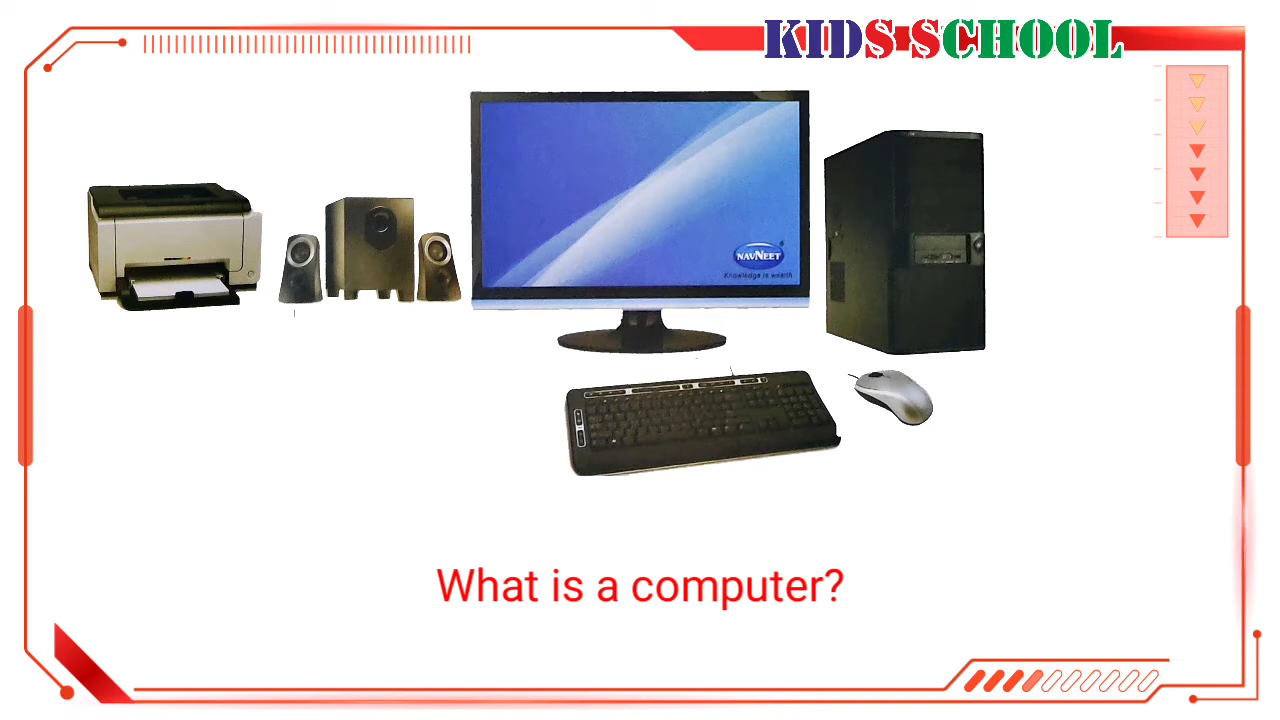 KIDS SCHOOL
NAVNEET
Knowledge is wealth
What is a computer?